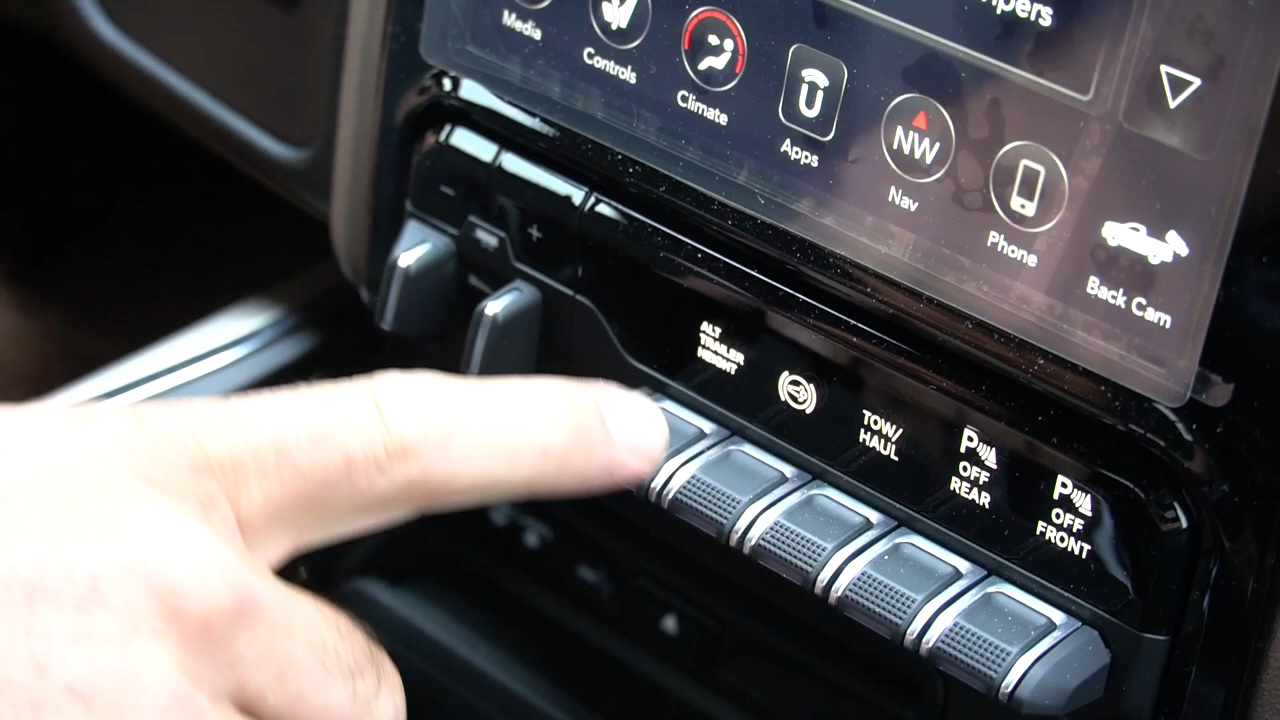 Media
Controls
Climate
Apps
NW
Nav
Phone
Back Cam
ALT
TRAILER
HEIGHT
TOW/
HAUL
P
OFF
REAR
P
OFF
FRONT